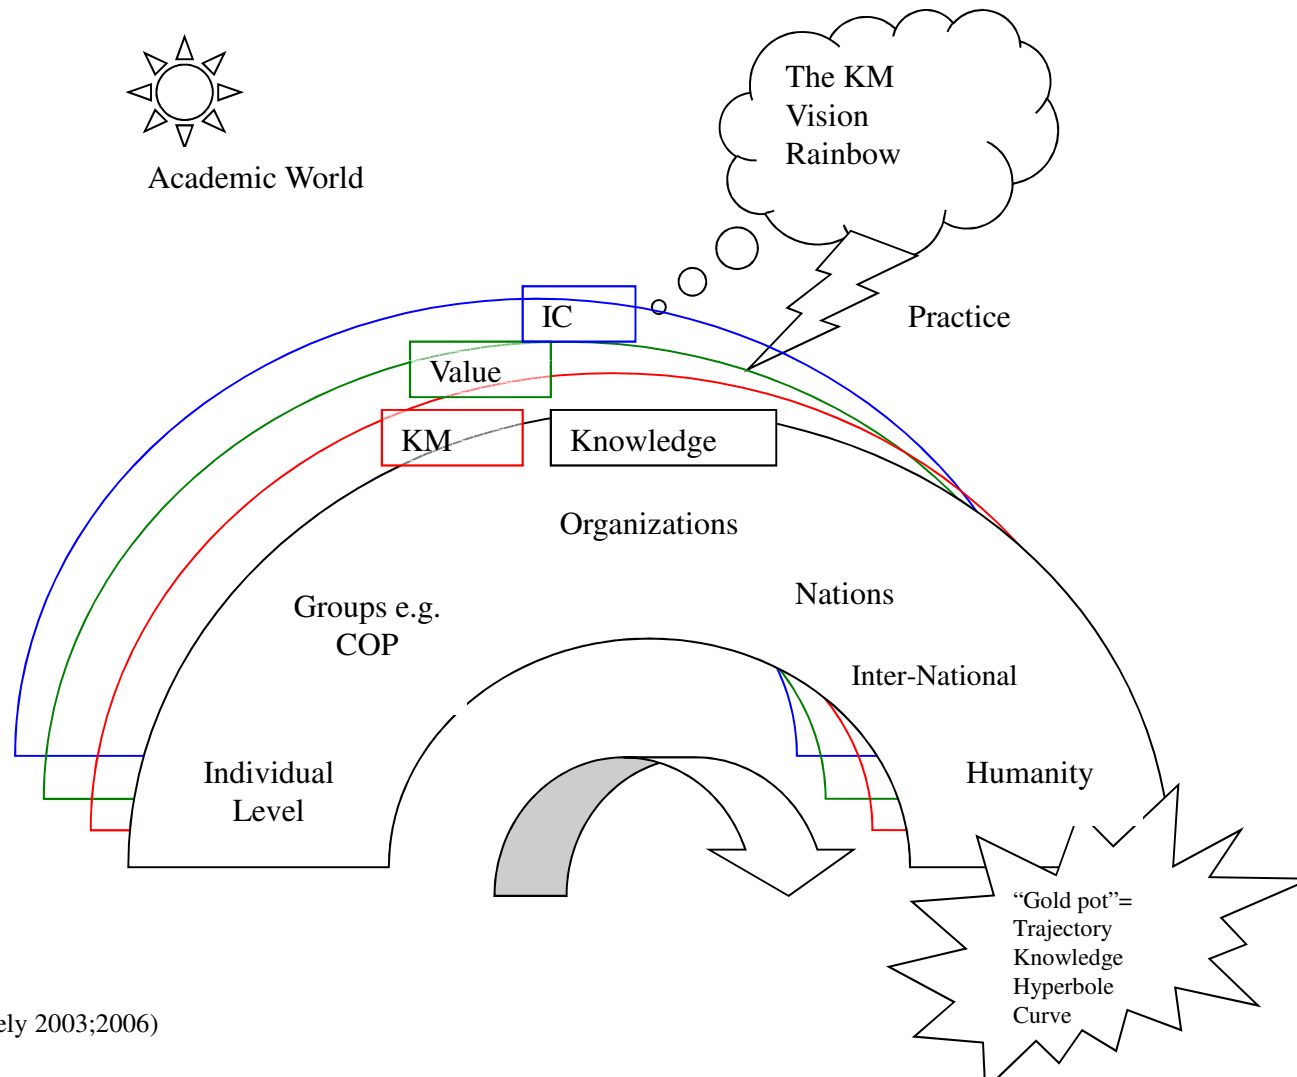 The KM
Vision
Rainbow
Academic World
IC
Practice
Value
KM
Knowledge
Organizations
Groups e.g.
COP
Nations
Inter-National
Individual
Level
Humanity
“Gold pot”=
Trajectory
Knowledge
Hyperbole
Curve
2003;2006)